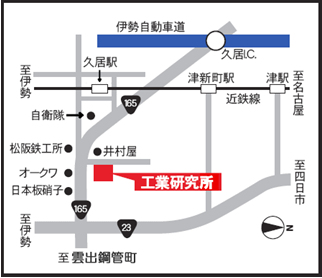 伊勢自動車道
久居I.C.
久居駅
津新町駅
津駅
至伊勢
至名古屋
近鉄線
165
自衛隊
松阪鉄工所
井村屋
オークワ
工業研究所
日本板硝子
至四日市
165
23
至伊勢
N
至 雲出鋼管町